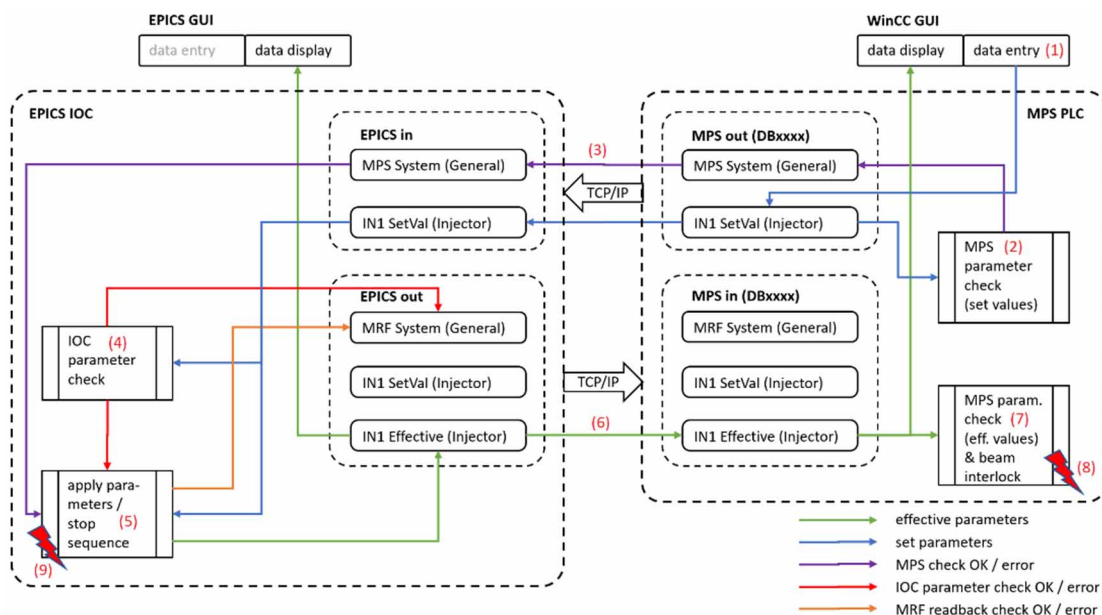 EPICS GUI
data entry
data display
WinCC GUI
data display
data entry (1)
EPICS IOC
MPS PLC
EPICS in
MPS System (General)
IN1 SetVal (Injector)
(3)
TCP/IP
MPS out (DBxxxx)
MPS System (General)
IN1 SetVal (Injector)
MPS (2)
parameter
check
(set values)
EPICS out
MRF System (General)
IN1 SetVal (Injector)
IN1 Effective (Injector)
(4)
IOC
parameter
check
TCP/IP
(6)
MPS in (DBxxxx)
MRF System (General)
IN1 SetVal (Injector)
IN1 Effective (Injector)
MPS param.
check (7)
(eff. values)
& beam
interlock
(8)
apply para-
meters /
stop (5)
sequence
(9)
effective parameters
set parameters
MPS check OK / error
IOC parameter check OK / error
MRF readback check OK / error